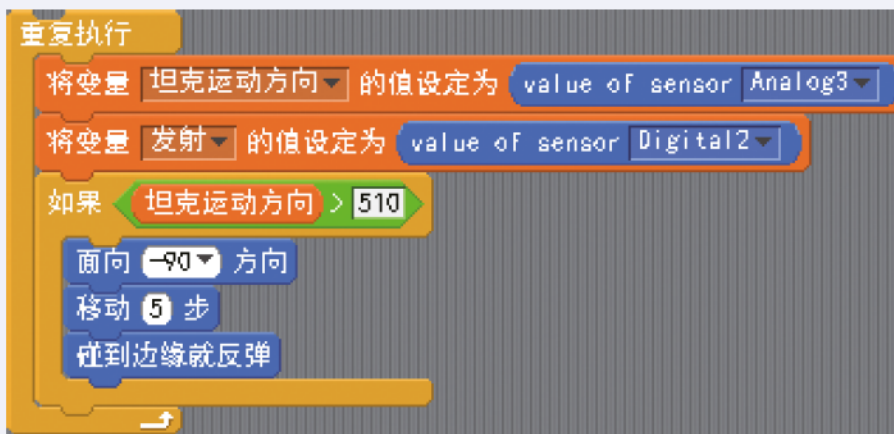 重复执行
将变量 坦克运动方向 的值设定为 value of sensor Analog3
将变量 发射 的值设定为 value of sensor Digital2
如果 坦克运动方向 > 510
面向 -90 方向
移动 5 步
碰到边缘就反弹